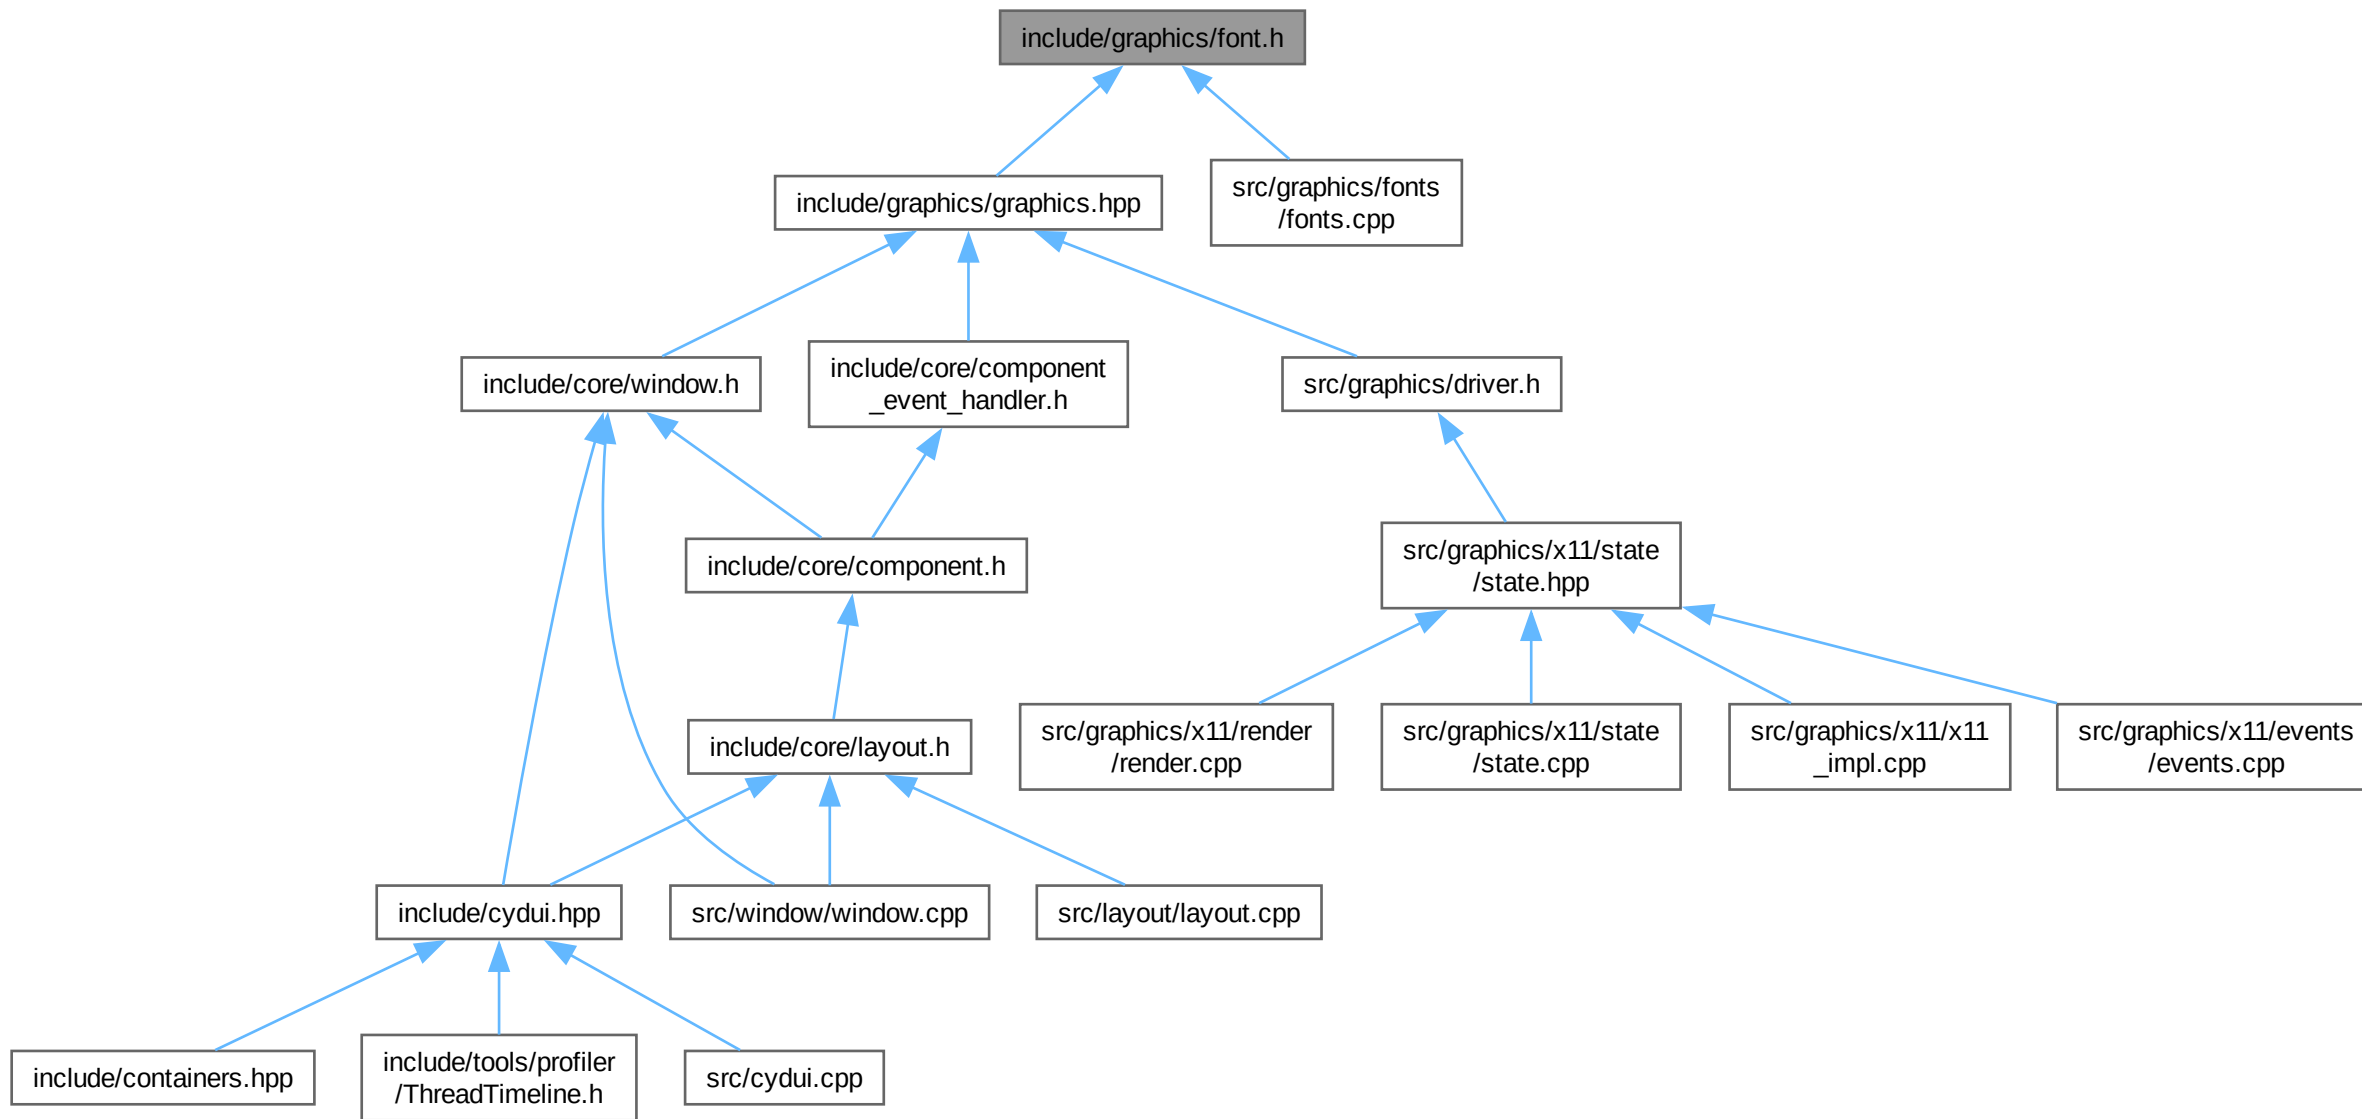 include/graphics/font.h
include/graphics/graphics.hpp
src/graphics/fonts
/fonts.cpp
include/core/window.h
include/core/component
_event_handler.h
src/graphics/driver.h
include/core/component.h
src/graphics/x11/state
/state.hpp
include/core/layout.h
src/graphics/x11/render
/render.cpp
src/graphics/x11/state
/state.cpp
src/graphics/x11/x11
_impl.cpp
src/graphics/x11/events
/events.cpp
include/cydui.hpp
src/window/window.cpp
src/layout/layout.cpp
include/containers.hpp
include/tools/profiler
/ThreadTimeline.h
src/cydui.cpp